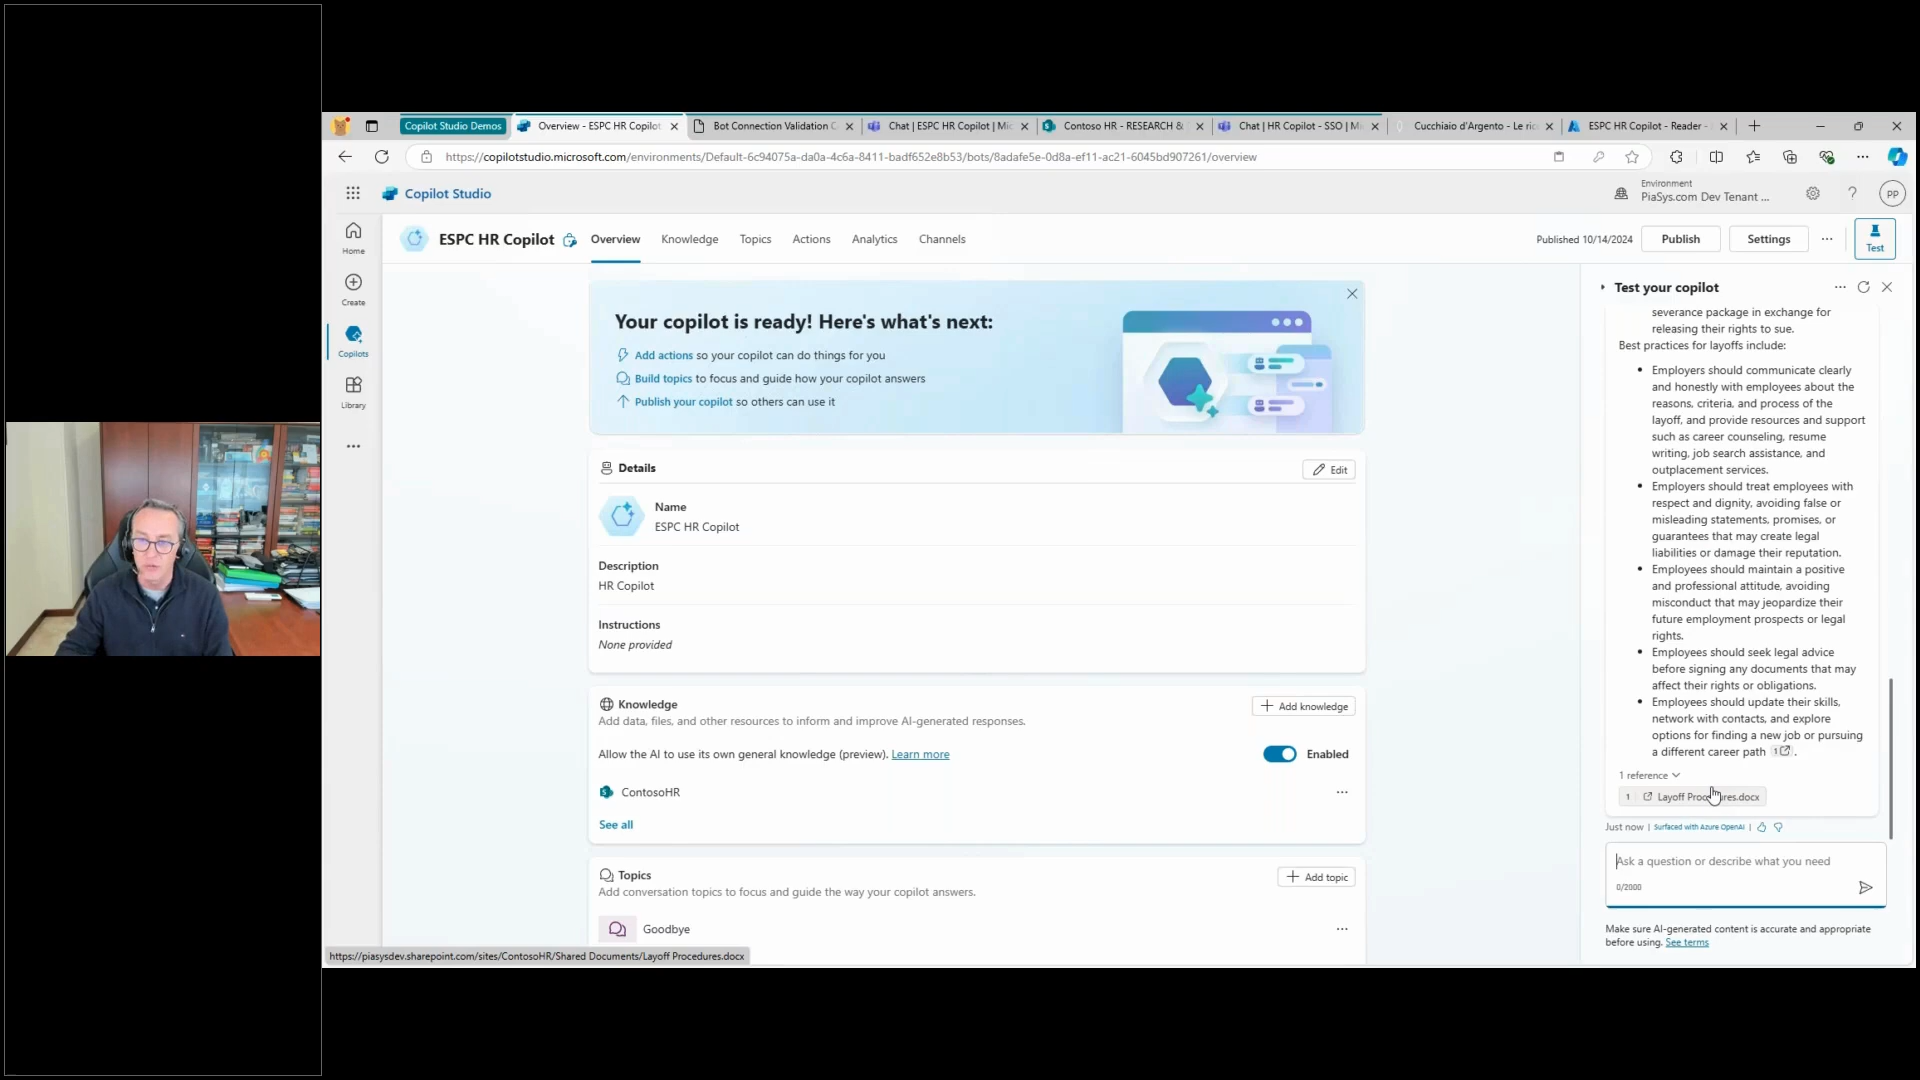 Copilot Studio Demos
Overview - ESPC HR Copilot
Bot Connection Validation C
Chat | ESPC HR Copilot | Mic
Contoso HR - RESEARCH &
Chat | HR Copilot - SSO | Mi
Cucchiaio d'Argento - Le ric
ESPC HR Copilot - Reader -
https://copilotstudio.microsoft.com/environments/Default-6c94075a-da0a-4c6a-8411-badf652e8b53/bots/8adafe5e-0d8a-ef11-ac21-6045bd907261/overview
Copilot Studio
Environment
PiaSys.com Dev Tenant ...
PP
Home
Create
Copilots
Library
ESPC HR Copilot
Overview
Knowledge
Topics
Actions
Analytics
Channels
Published 10/14/2024
Publish
Settings
Test
Your copilot is ready! Here's what's next:
Add actions so your copilot can do things for you
Build topics to focus and guide how your copilot answers
Publish your copilot so others can use it
Details
Edit
Name
ESPC HR Copilot
Description
HR Copilot
Instructions
None provided
Knowledge
Add knowledge
Add data, files, and other resources to inform and improve AI-generated responses.
Allow the AI to use its own general knowledge (preview). Learn more
Enabled
ContosoHR
See all
Topics
Add topic
Add conversation topics to focus and guide the way your copilot answers.
Goodbye
https://piasysdev.sharepoint.com/sites/ContosoHR/Shared Documents/Layoff Procedures.docx
Test your copilot
severance package in exchange for
releasing their rights to sue.
Best practices for layoffs include:
Employers should communicate clearly
and honestly with employees about the
reasons, criteria, and process of the
layoff, and provide resources and support
such as career counseling, resume
writing, job search assistance, and
outplacement services.
Employers should treat employees with
respect and dignity, avoiding false or
misleading statements, promises, or
guarantees that may create legal
liabilities or damage their reputation.
Employees should maintain a positive
and professional attitude, avoiding
misconduct that may jeopardize their
future employment prospects or legal
rights.
Employees should seek legal advice
before signing any documents that may
affect their rights or obligations.
Employees should update their skills,
network with contacts, and explore
options for finding a new job or pursuing
a different career path 1.
1 reference
1 Layoff Procedures.docx
Just now | Surfaced with Azure OpenAI |
Ask a question or describe what you need
0/2000
Make sure AI-generated content is accurate and appropriate
before using. See terms